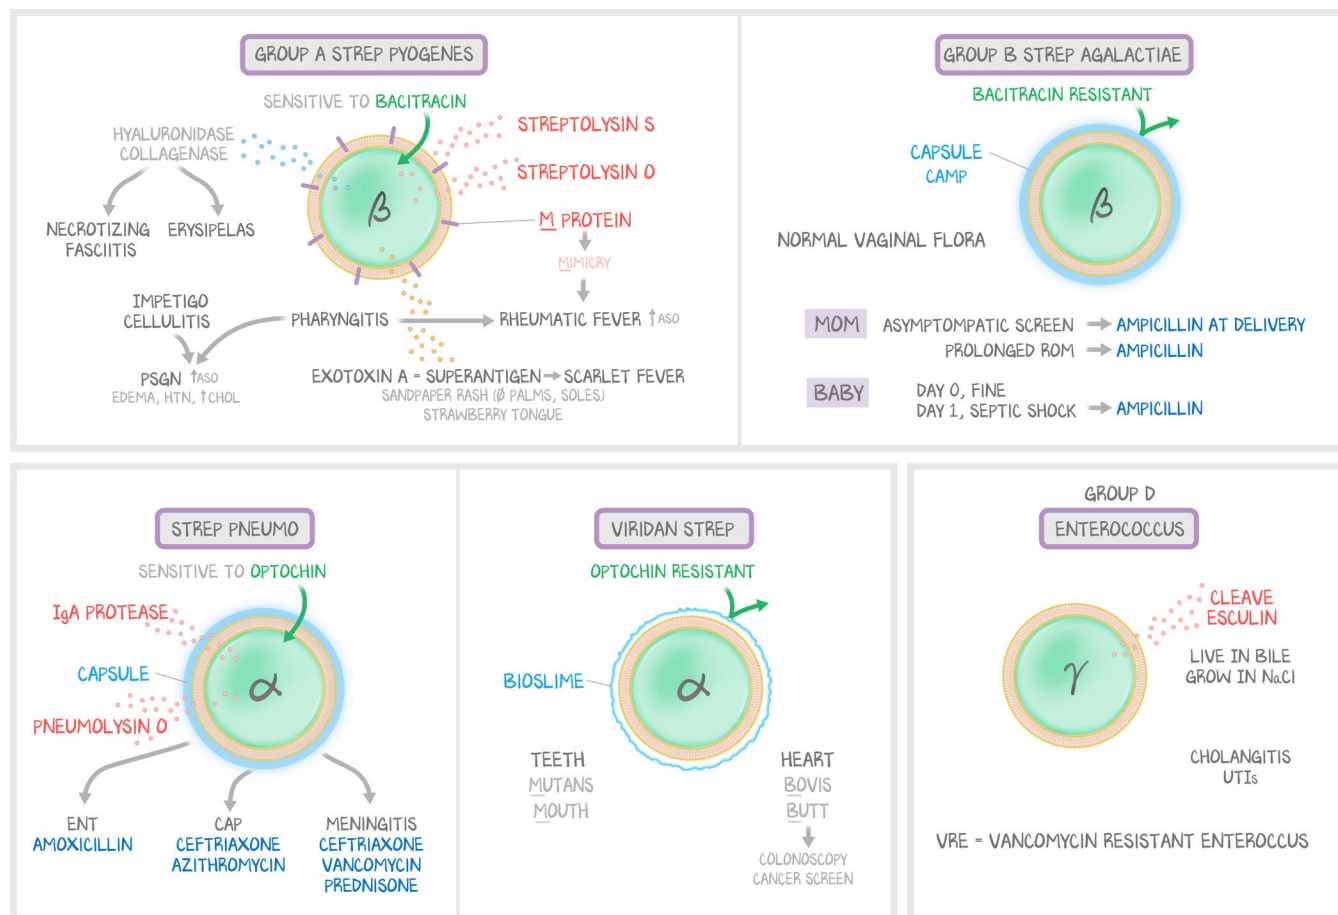 GROUP A STREP PYOGENES
SENSITIVE TO BACITRACIN
HYALURONIDASE
COLLAGENASE
STREPTOLYSIN S
STREPTOLYSIN O
β
M PROTEIN
MIMICRY
NECROTIZING
FASCIITIS
ERYSIPELAS
IMPETIGO
CELLULITIS
PHARYNGITIS
RHEUMATIC FEVER ↑ASO
PSGN ↑ASO
EDEMA, HTN, ↑CHOL
EXOTOXIN A = SUPERANTIGEN → SCARLET FEVER
SANDPAPER RASH (Ø PALMS, SOLES)
STRAWBERRY TONGUE
GROUP B STREP AGALACTIAE
BACITRACIN RESISTANT
CAPSULE
CAMP
β
NORMAL VAGINAL FLORA
MOM ASYMPTOMPATIC SCREEN → AMPICILLIN AT DELIVERY
PROLONGED ROM → AMPICILLIN
BABY DAY 0, FINE
DAY 1, SEPTIC SHOCK → AMPICILLIN
STREP PNEUMO
SENSITIVE TO OPTOCHIN
IgA PROTEASE
CAPSULE
α
PNEUMOLYSIN O
ENT
AMOXICILLIN
CAP
CEFTRIAXONE
AZITHROMYCIN
MENINGITIS
CEFTRIAXONE
VANCOMYCIN
PREDNISONE
VIRIDAN STREP
OPTOCHIN RESISTANT
BIOSLIME
α
TEETH
MUTANS
MOUTH
HEART
BOVIS
BUTT
COLONOSCOPY
CANCER SCREEN
GROUP D
ENTEROCOCCUS
CLEAVE
ESCULIN
γ
LIVE IN BILE
GROW IN NaCl
CHOLANGITIS
UTIs
VRE = VANCOMYCIN RESISTANT ENTEROCCUS